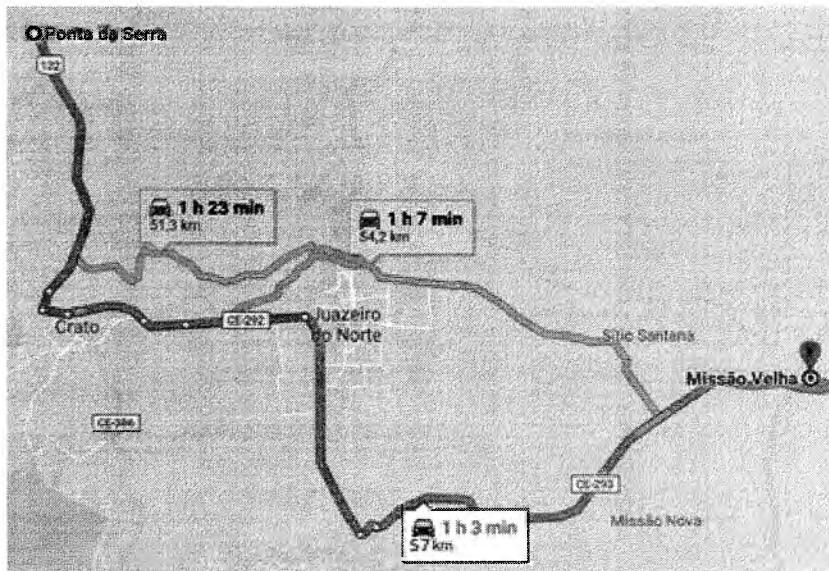 Ponta da Serra
122
1 h 23 min
51,3 km
1 h 7 min
54,2 km
Crato
CE-292
Juazeiro
do Norte
Sítio Santana
Missão Velha
CE-386
CE-293
Missão Nova
1 h 3 min
57 km